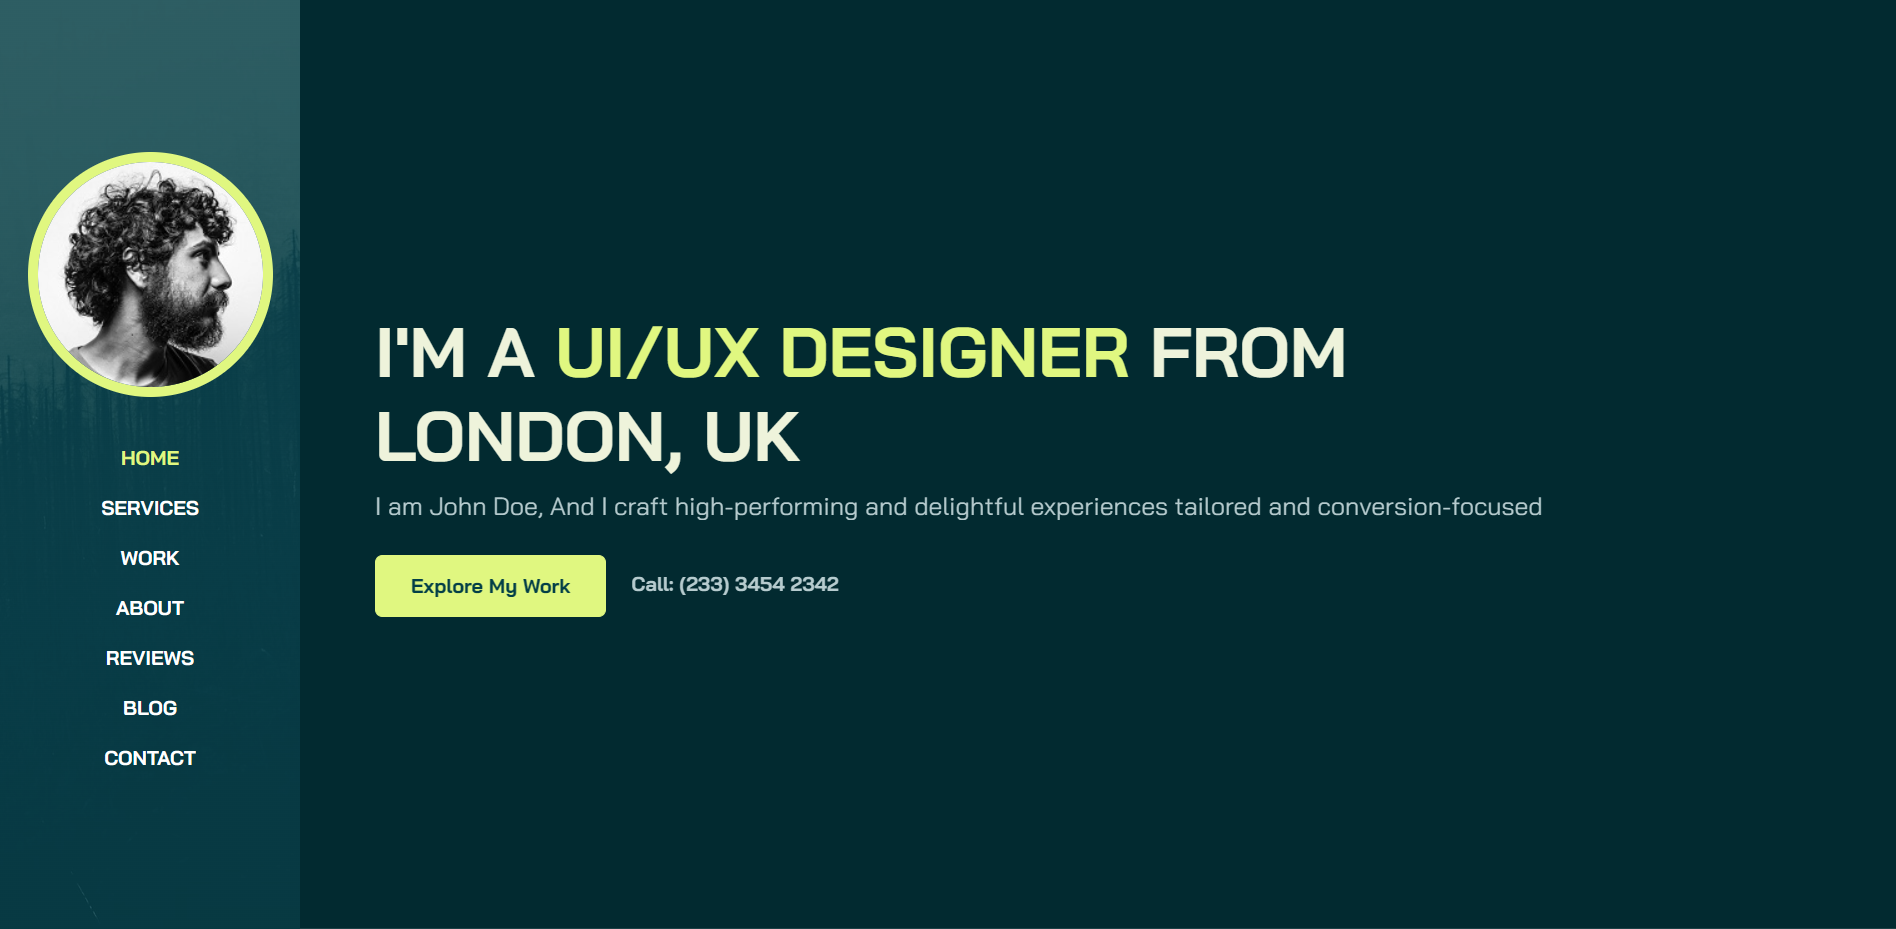 HOME
SERVICES
WORK
ABOUT
REVIEWS
BLOG
CONTACT
I'M A UI/UX DESIGNER FROM
LONDON, UK
I am John Doe, And I craft high-performing and delightful experiences tailored and conversion-focused
Explore My Work
Call: (233) 3454 2342